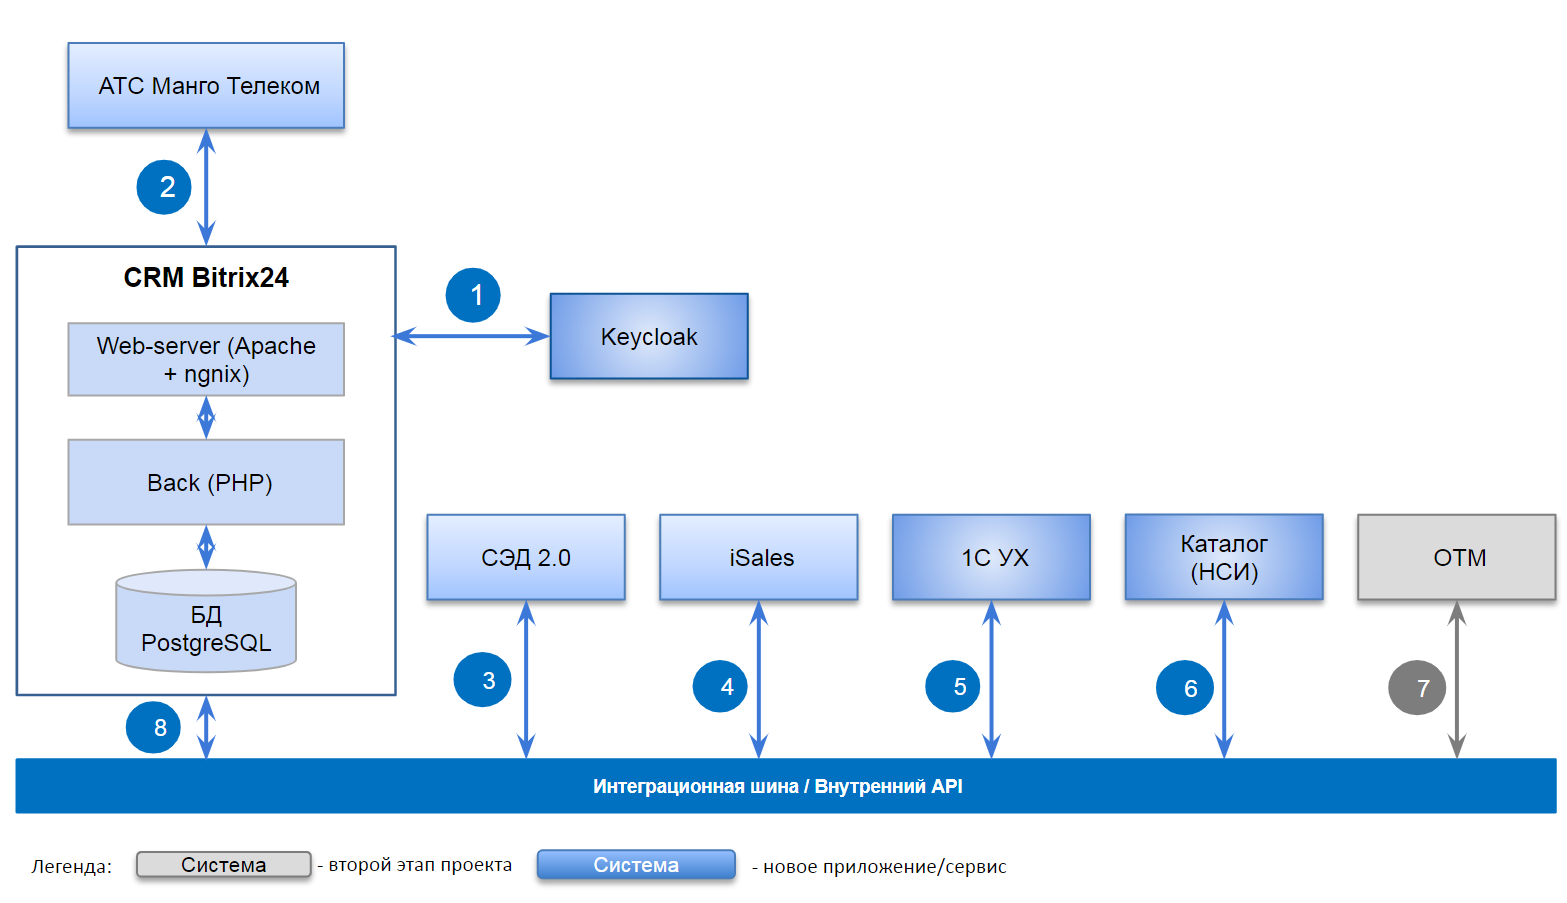 АТС Манго Телеком
2
CRM Bitrix24
1
Web-server (Apache
+ ngnix)
Keycloak
Back (PHP)
СЭД 2.0
iSales
1С УХ
Каталог
(НСИ)
ОТМ
БД
PostgreSQL
3
4
5
6
7
8
Интеграционная шина / Внутренний API
Легенда:
Система
- второй этап проекта
Система
- новое приложение/сервис